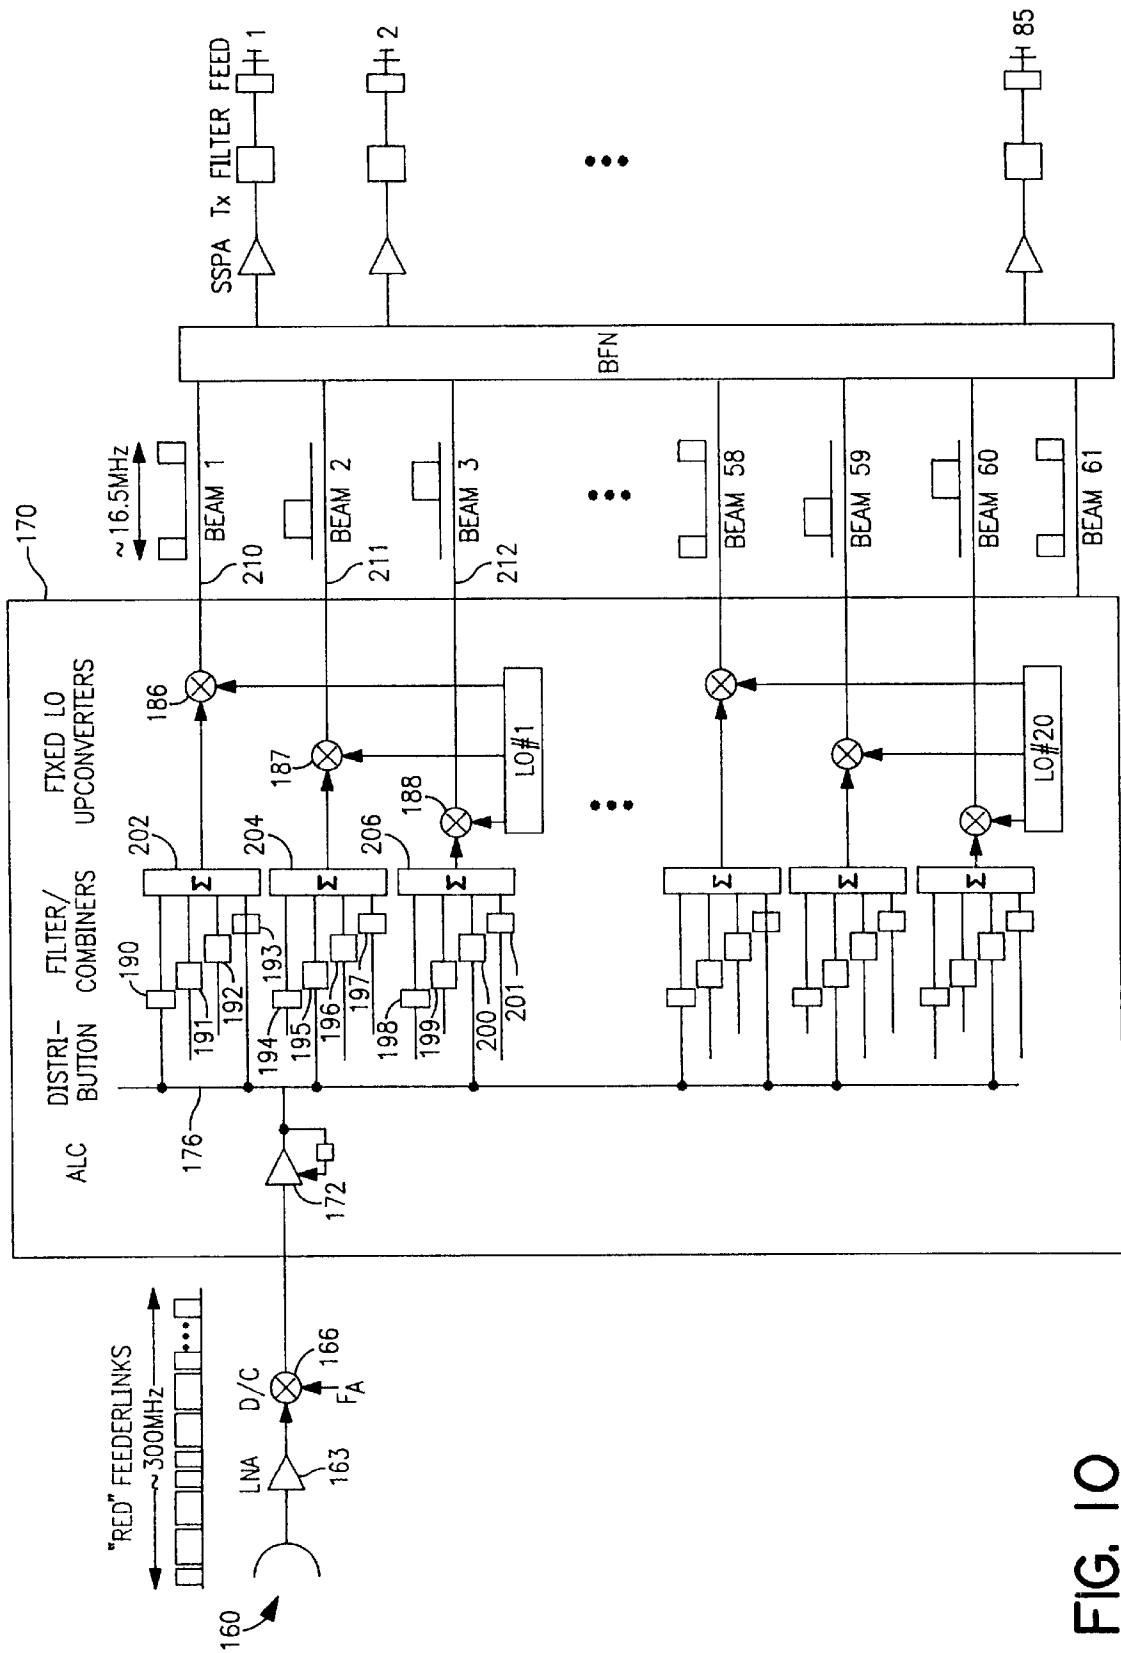 "RED" FEEDERLINKS
~300MHz
160
LNA
163
D/C
166
FA
170
ALC
172
DISTRI-
BUTION
176
FILTER/
COMBINERS
190
191
192
193
194
195
196
197
198
199
200
201
202
204
206
Σ
Σ
Σ
Σ
Σ
Σ
FIXED LO
UPCONVERTERS
186
187
188
LO#1
LO#20
210
211
212
~16.5MHz
BEAM 1
BEAM 2
BEAM 3
BEAM 58
BEAM 59
BEAM 60
BEAM 61
BFN
SSPA Tx FILTER FEED
1
2
85
FIG. 10